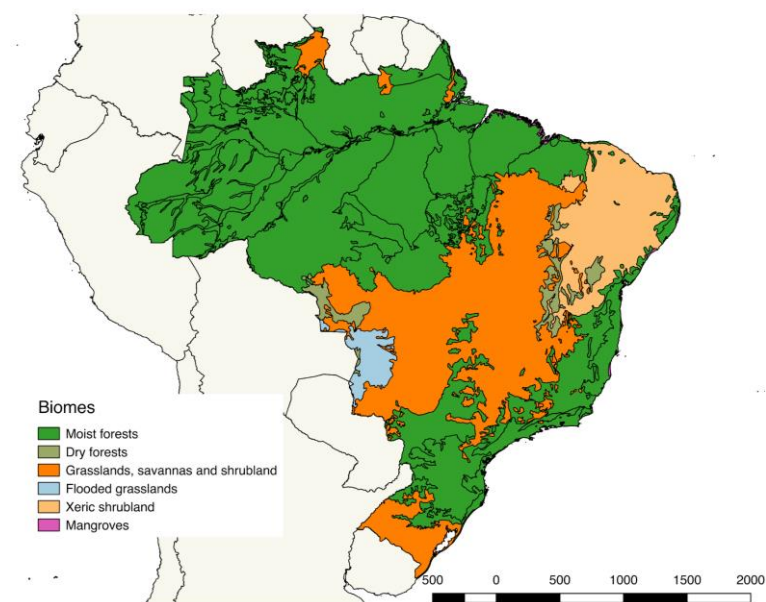 Biomes
Moist forests
Dry forests
Grasslands, savannas and shrubland
Flooded grasslands
Xeric shrubland
Mangroves
500 0 500 1000 1500 2000